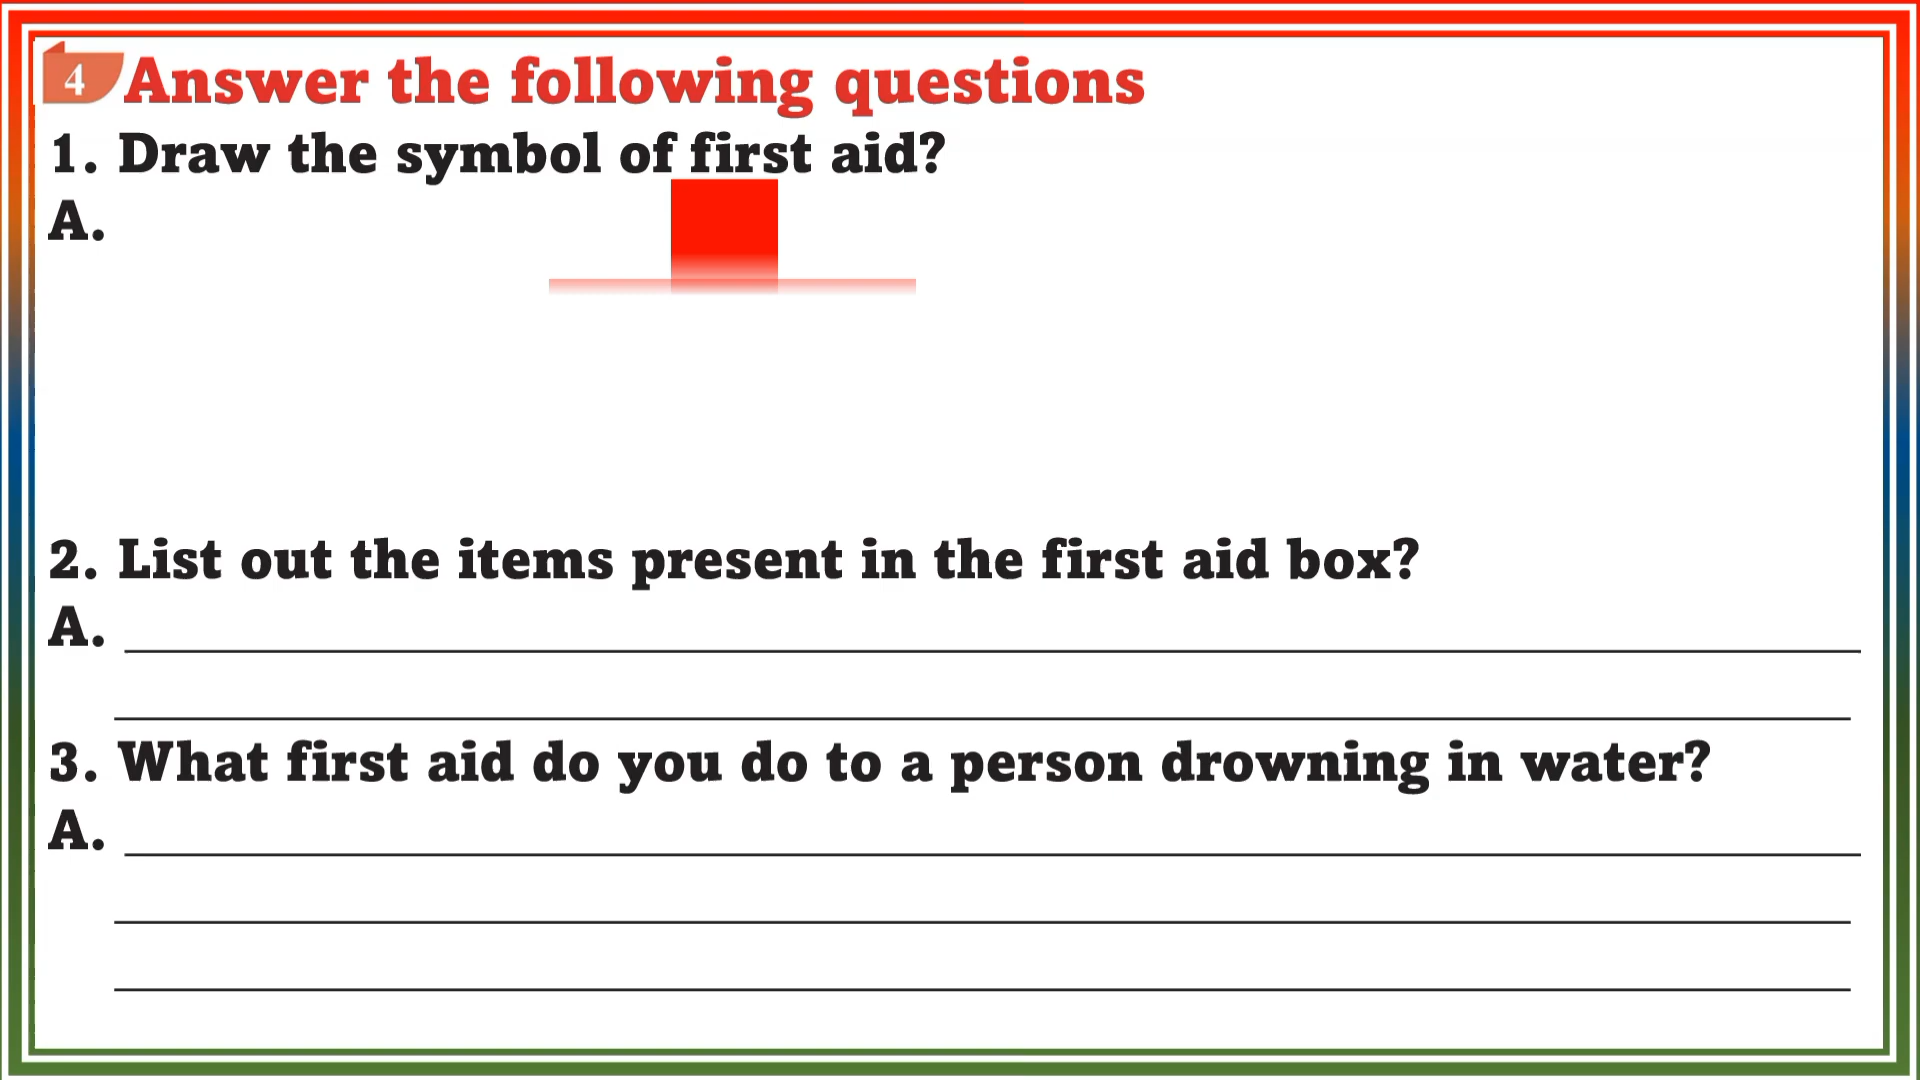 4 Answer the following questions
1. Draw the symbol of first aid?
A.
2. List out the items present in the first aid box?
A.
3. What first aid do you do to a person drowning in water?
A.